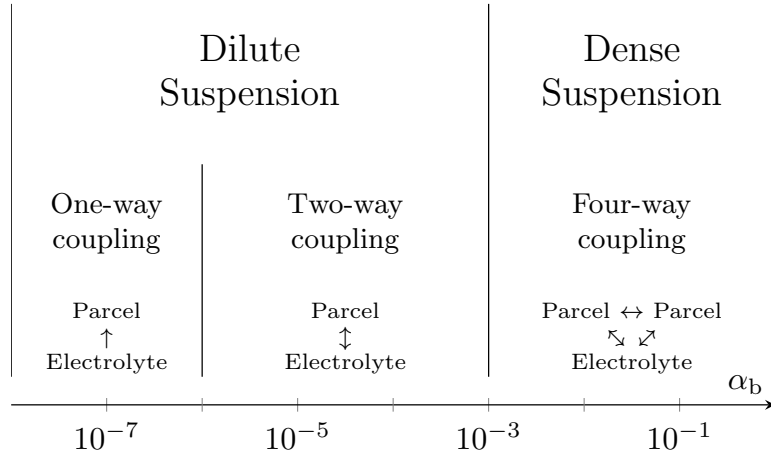 Dilute
Suspension
Dense
Suspension
One-way
coupling
Two-way
coupling
Four-way
coupling
Parcel
↑
Electrolyte
Parcel
↕
Electrolyte
Parcel ↔ Parcel
⤡ ⤢
Electrolyte
α_b
10^{-7} 10^{-5} 10^{-3} 10^{-1}